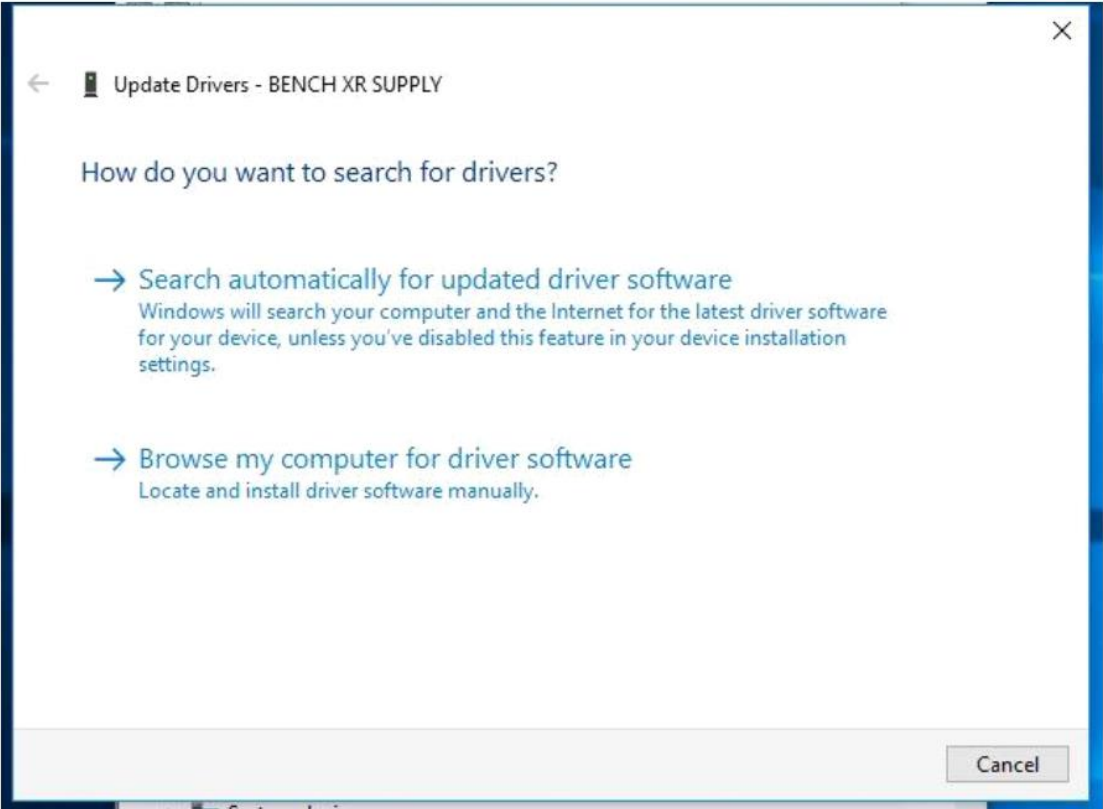 Update Drivers - BENCH XR SUPPLY
How do you want to search for drivers?
Search automatically for updated driver software
Windows will search your computer and the Internet for the latest driver software
for your device, unless you've disabled this feature in your device installation
settings.
Browse my computer for driver software
Locate and install driver software manually.
Cancel